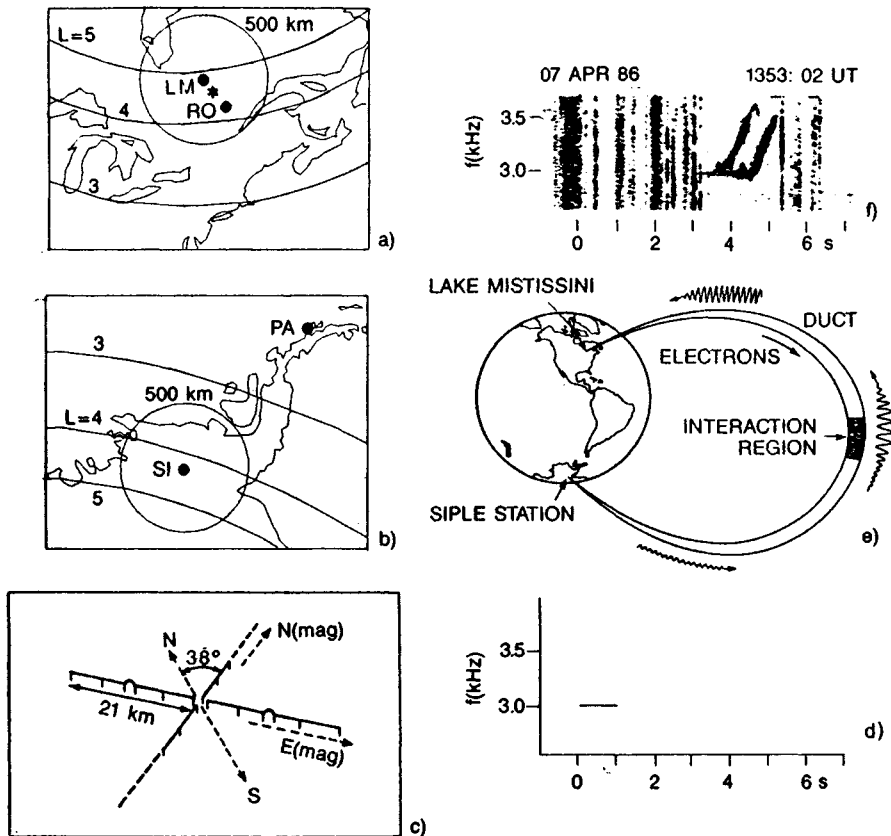 500 km
L=5
LM
*
RO
4
3
a)
PA
3
500 km
L=4
SI
5
b)
N
38°
N(mag)
21 km
E(mag)
S
c)
07 APR 86 1353: 02 UT
f(kHz)
3.5
3.0
0 2 4 6 s
f)
LAKE MISTISSINI
DUCT
ELECTRONS
INTERACTION
REGION
SIPLE STATION
e)
f(kHz)
3.5
3.0
0 2 4 6 s
d)